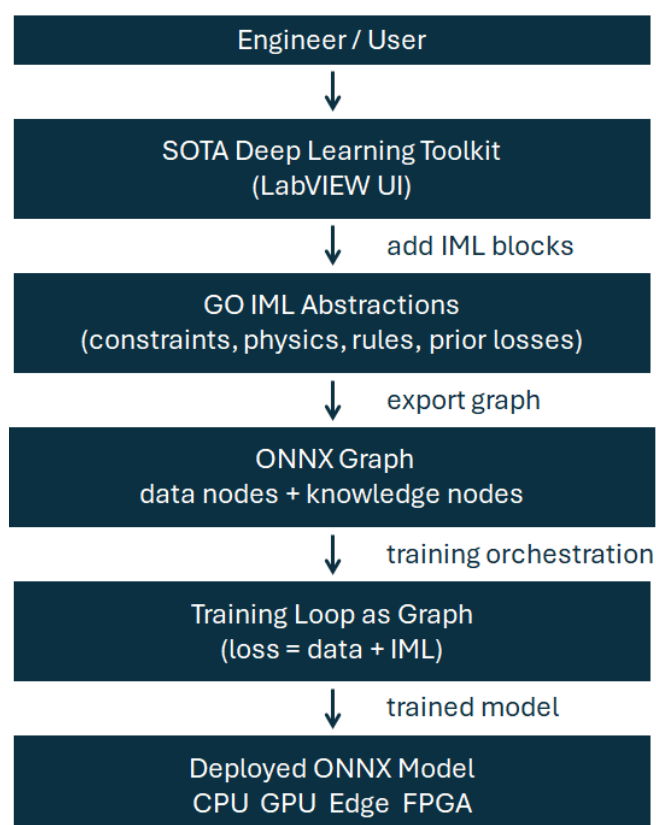 Engineer / User
SOTA Deep Learning Toolkit
(LabVIEW UI)
add IML blocks
GO IML Abstractions
(constraints, physics, rules, prior losses)
export graph
ONNX Graph
data nodes + knowledge nodes
training orchestration
Training Loop as Graph
(loss = data + IML)
trained model
Deployed ONNX Model
CPU GPU Edge FPGA